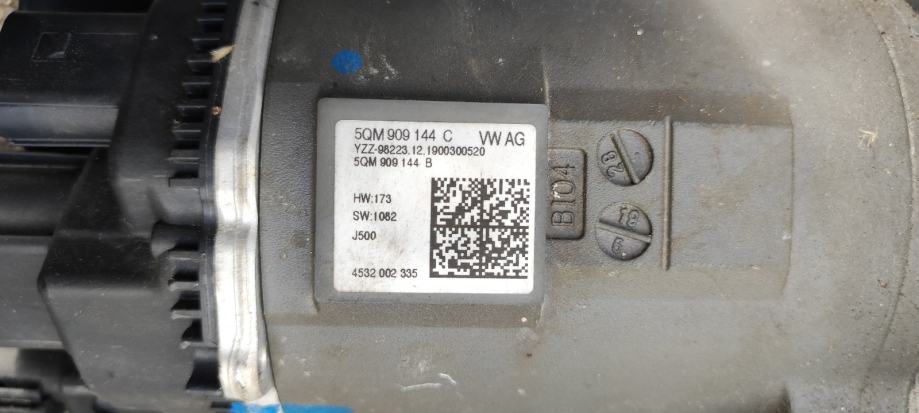 5QM 909 144 C VW AG
YZZ-98223.12.1900300520
5QM 909 144 B
HW:173
SW:1082
J500
4532 002 335
B104
28
19
6